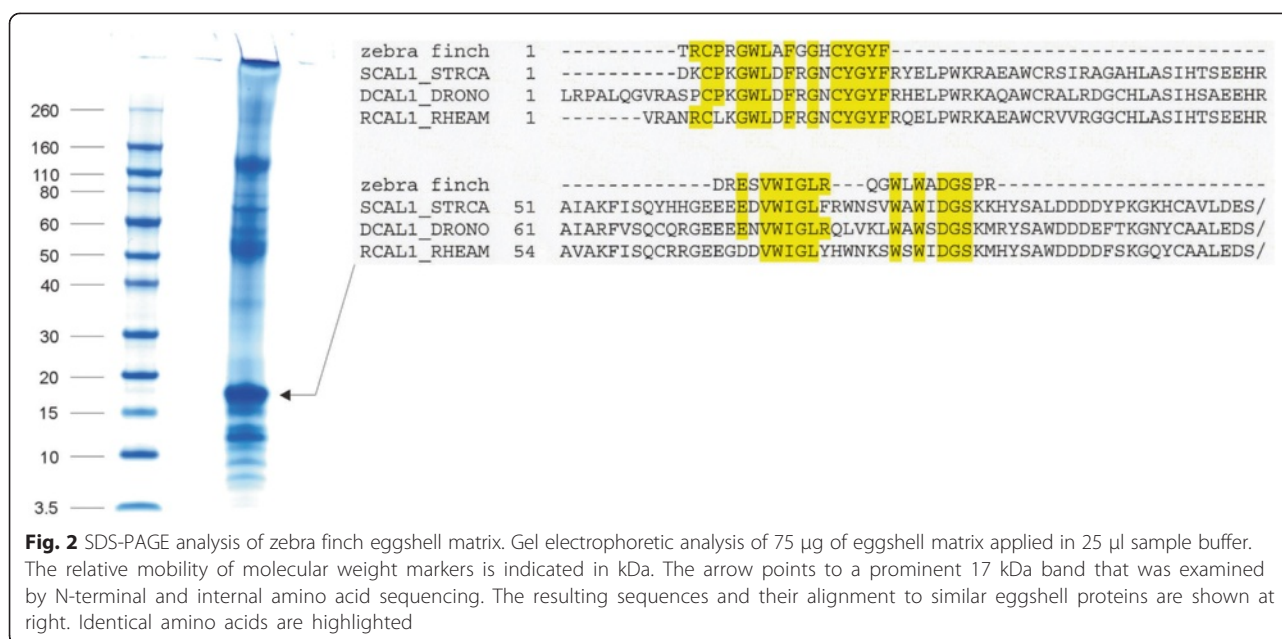 260
160
110
80
60
50
40
30
20
15
10
3.5
zebra finch 1 ----------TRCPRGWLAFGGHCYGYF--------------------------------
SCAL1_STRCA 1 ----------DKCPKGWLDFRGNCYGYFRYELPWKRAEAWCRSIRAGAHLASIHTSEEHR
DCAL1_DRONO 1 LRPALQGVRASPCPKGWLDFRGNCYGYFRHELPWRKAQAWCRALRDGCHLASIHSAEEHR
RCAL1_RHEAM 1 -------VRANRCLKGWLDFRGNCYGYFRQELPWRKAEAWCRVVRGGCHLASIHTSEEHR
zebra finch -------------DRESVWIGLR---QGWLWADGSPR-----------------------
SCAL1_STRCA 51 AIAKFISQYHHGEEEEDVWIGLFRWNSVWAWIDGSKKHYSALDDDDYPKGKHCAVLDES/
DCAL1_DRONO 61 AIARFVSQCQRGEEEENVWIGLRQLVKLWAWSDGSKMRYSAWDDDEFTKGNYCAALEDS/
RCAL1_RHEAM 54 AVAKFISQCRRGEEGDDVWIGLYHWNKSWSWIDGSKMHYSAWDDDDFSKGQYCAALEDS/
Fig. 2 SDS-PAGE analysis of zebra finch eggshell matrix. Gel electrophoretic analysis of 75 µg of eggshell matrix applied in 25 µl sample buffer.
The relative mobility of molecular weight markers is indicated in kDa. The arrow points to a prominent 17 kDa band that was examined
by N-terminal and internal amino acid sequencing. The resulting sequences and their alignment to similar eggshell proteins are shown at
right. Identical amino acids are highlighted